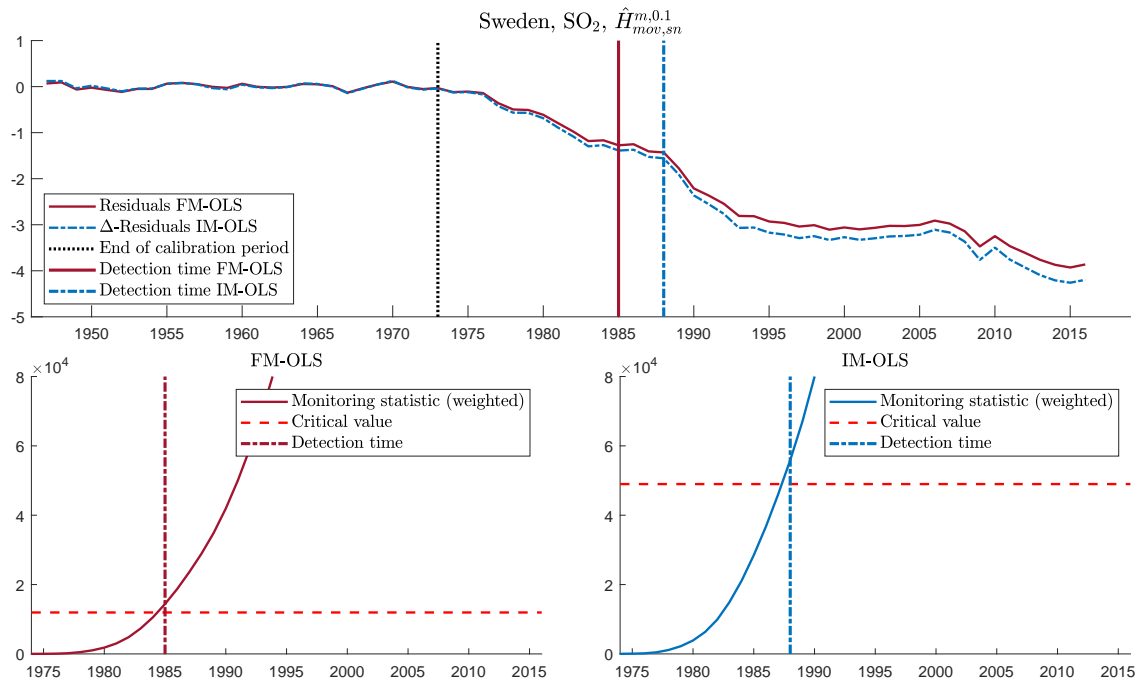 Sweden, SO₂, Ĥ^{m,0.1}_{mov,sn}
1
0
-1
-2
-3
-4
-5
Residuals FM-OLS
Δ-Residuals IM-OLS
End of calibration period
Detection time FM-OLS
Detection time IM-OLS
1950 1955 1960 1965 1970 1975 1980 1985 1990 1995 2000 2005 2010 2015
FM-OLS
×10⁴
8
6
4
2
0
Monitoring statistic (weighted)
Critical value
Detection time
1975 1980 1985 1990 1995 2000 2005 2010 2015
IM-OLS
×10⁴
8
6
4
2
0
Monitoring statistic (weighted)
Critical value
Detection time
1975 1980 1985 1990 1995 2000 2005 2010 2015